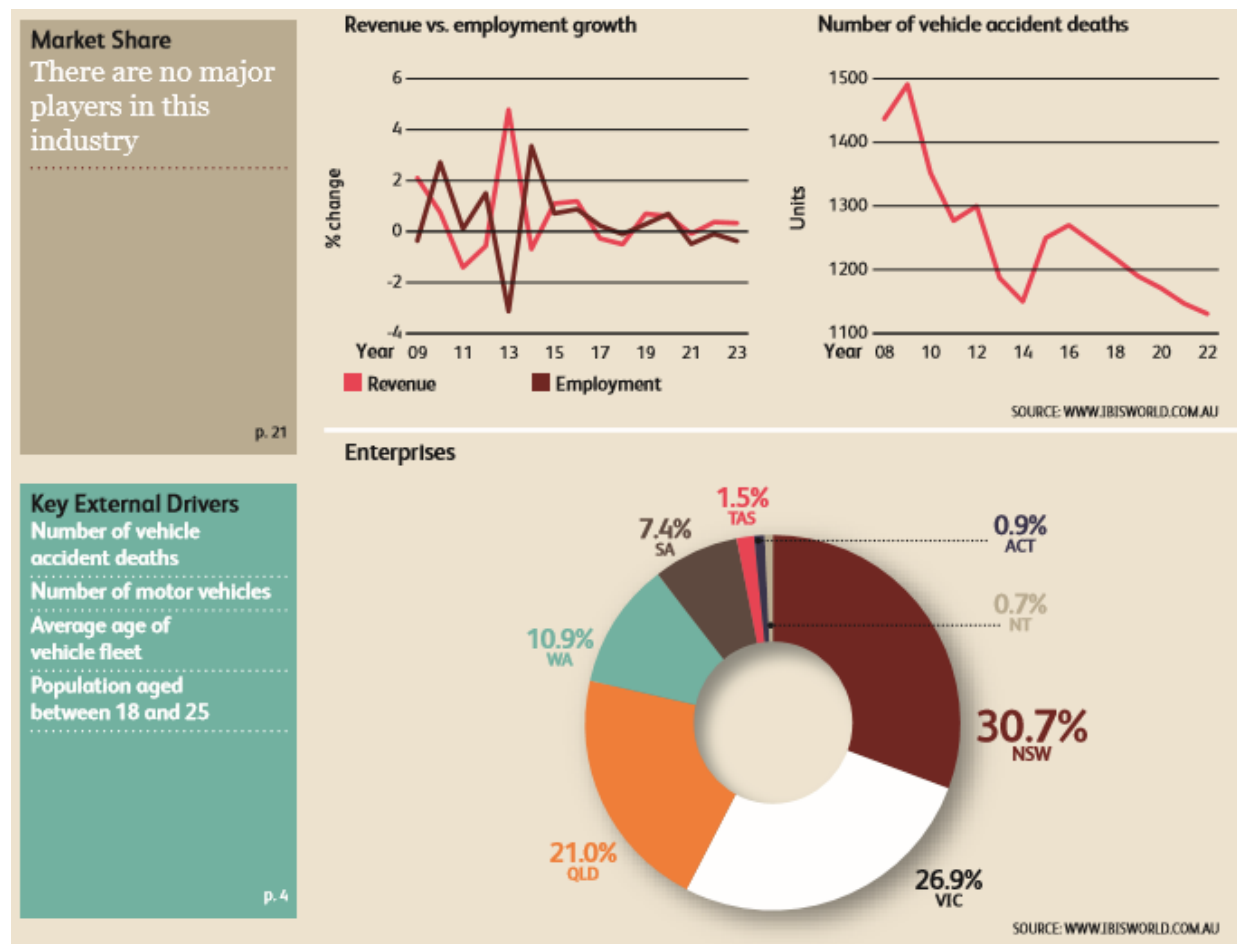 Market Share
There are no major
players in this
industry
p. 21
Key External Drivers
Number of vehicle
accident deaths
Number of motor vehicles
Average age of
vehicle fleet
Population aged
between 18 and 25
p. 4
Revenue vs. employment growth
% change
6
4
2
0
-2
-4
Year 09 11 13 15 17 19 21 23
Revenue Employment
Number of vehicle accident deaths
Units
1500
1400
1300
1200
1100
Year 08 10 12 14 16 18 20 22
SOURCE: WWW.IBISWORLD.COM.AU
Enterprises
1.5%
TAS
7.4%
SA
0.9%
ACT
0.7%
NT
10.9%
WA
30.7%
NSW
21.0%
QLD
26.9%
VIC
SOURCE: WWW.IBISWORLD.COM.AU